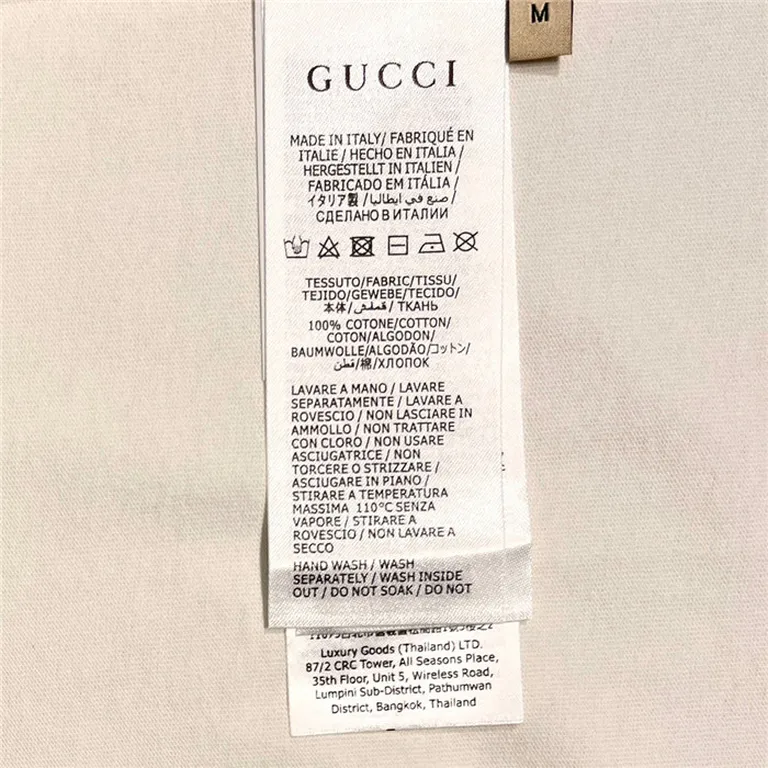 M
GUCCI
MADE IN ITALY/ FABRIQUÉ EN
ITALIE / HECHO EN ITALIA /
HERGESTELLT IN ITALIEN /
FABRICADO EM ITÁLIA /
イタリア製 / صنع في ايطاليا /
СДЕЛАНО В ИТАЛИИ
TESSUTO/FABRIC/TISSU/
TEJIDO/GEWEBE/TECIDO/
本体/قماش/ ТКАНЬ
100% COTONE/COTTON/
COTON/ALGODON/
BAUMWOLLE/ALGODÃO/コットン/
قطن/棉/ХЛОПОК
LAVARE A MANO / LAVARE
SEPARATAMENTE / LAVARE A
ROVESCIO / NON LASCIARE IN
AMMOLLO / NON TRATTARE
CON CLORO / NON USARE
ASCIUGATRICE / NON
TORCERE O STRIZZARE /
ASCIUGARE IN PIANO /
STIRARE A TEMPERATURA
MASSIMA 110°C SENZA
VAPORE / STIRARE A
ROVESCIO / NON LAVARE A
SECCO
HAND WASH / WASH
SEPARATELY / WASH INSIDE
OUT / DO NOT SOAK / DO NOT
Luxury Goods (Thailand) LTD.
87/2 CRC Tower, All Seasons Place,
35th Floor, Unit 5, Wireless Road,
Lumpini Sub-District, Pathumwan
District, Bangkok, Thailand